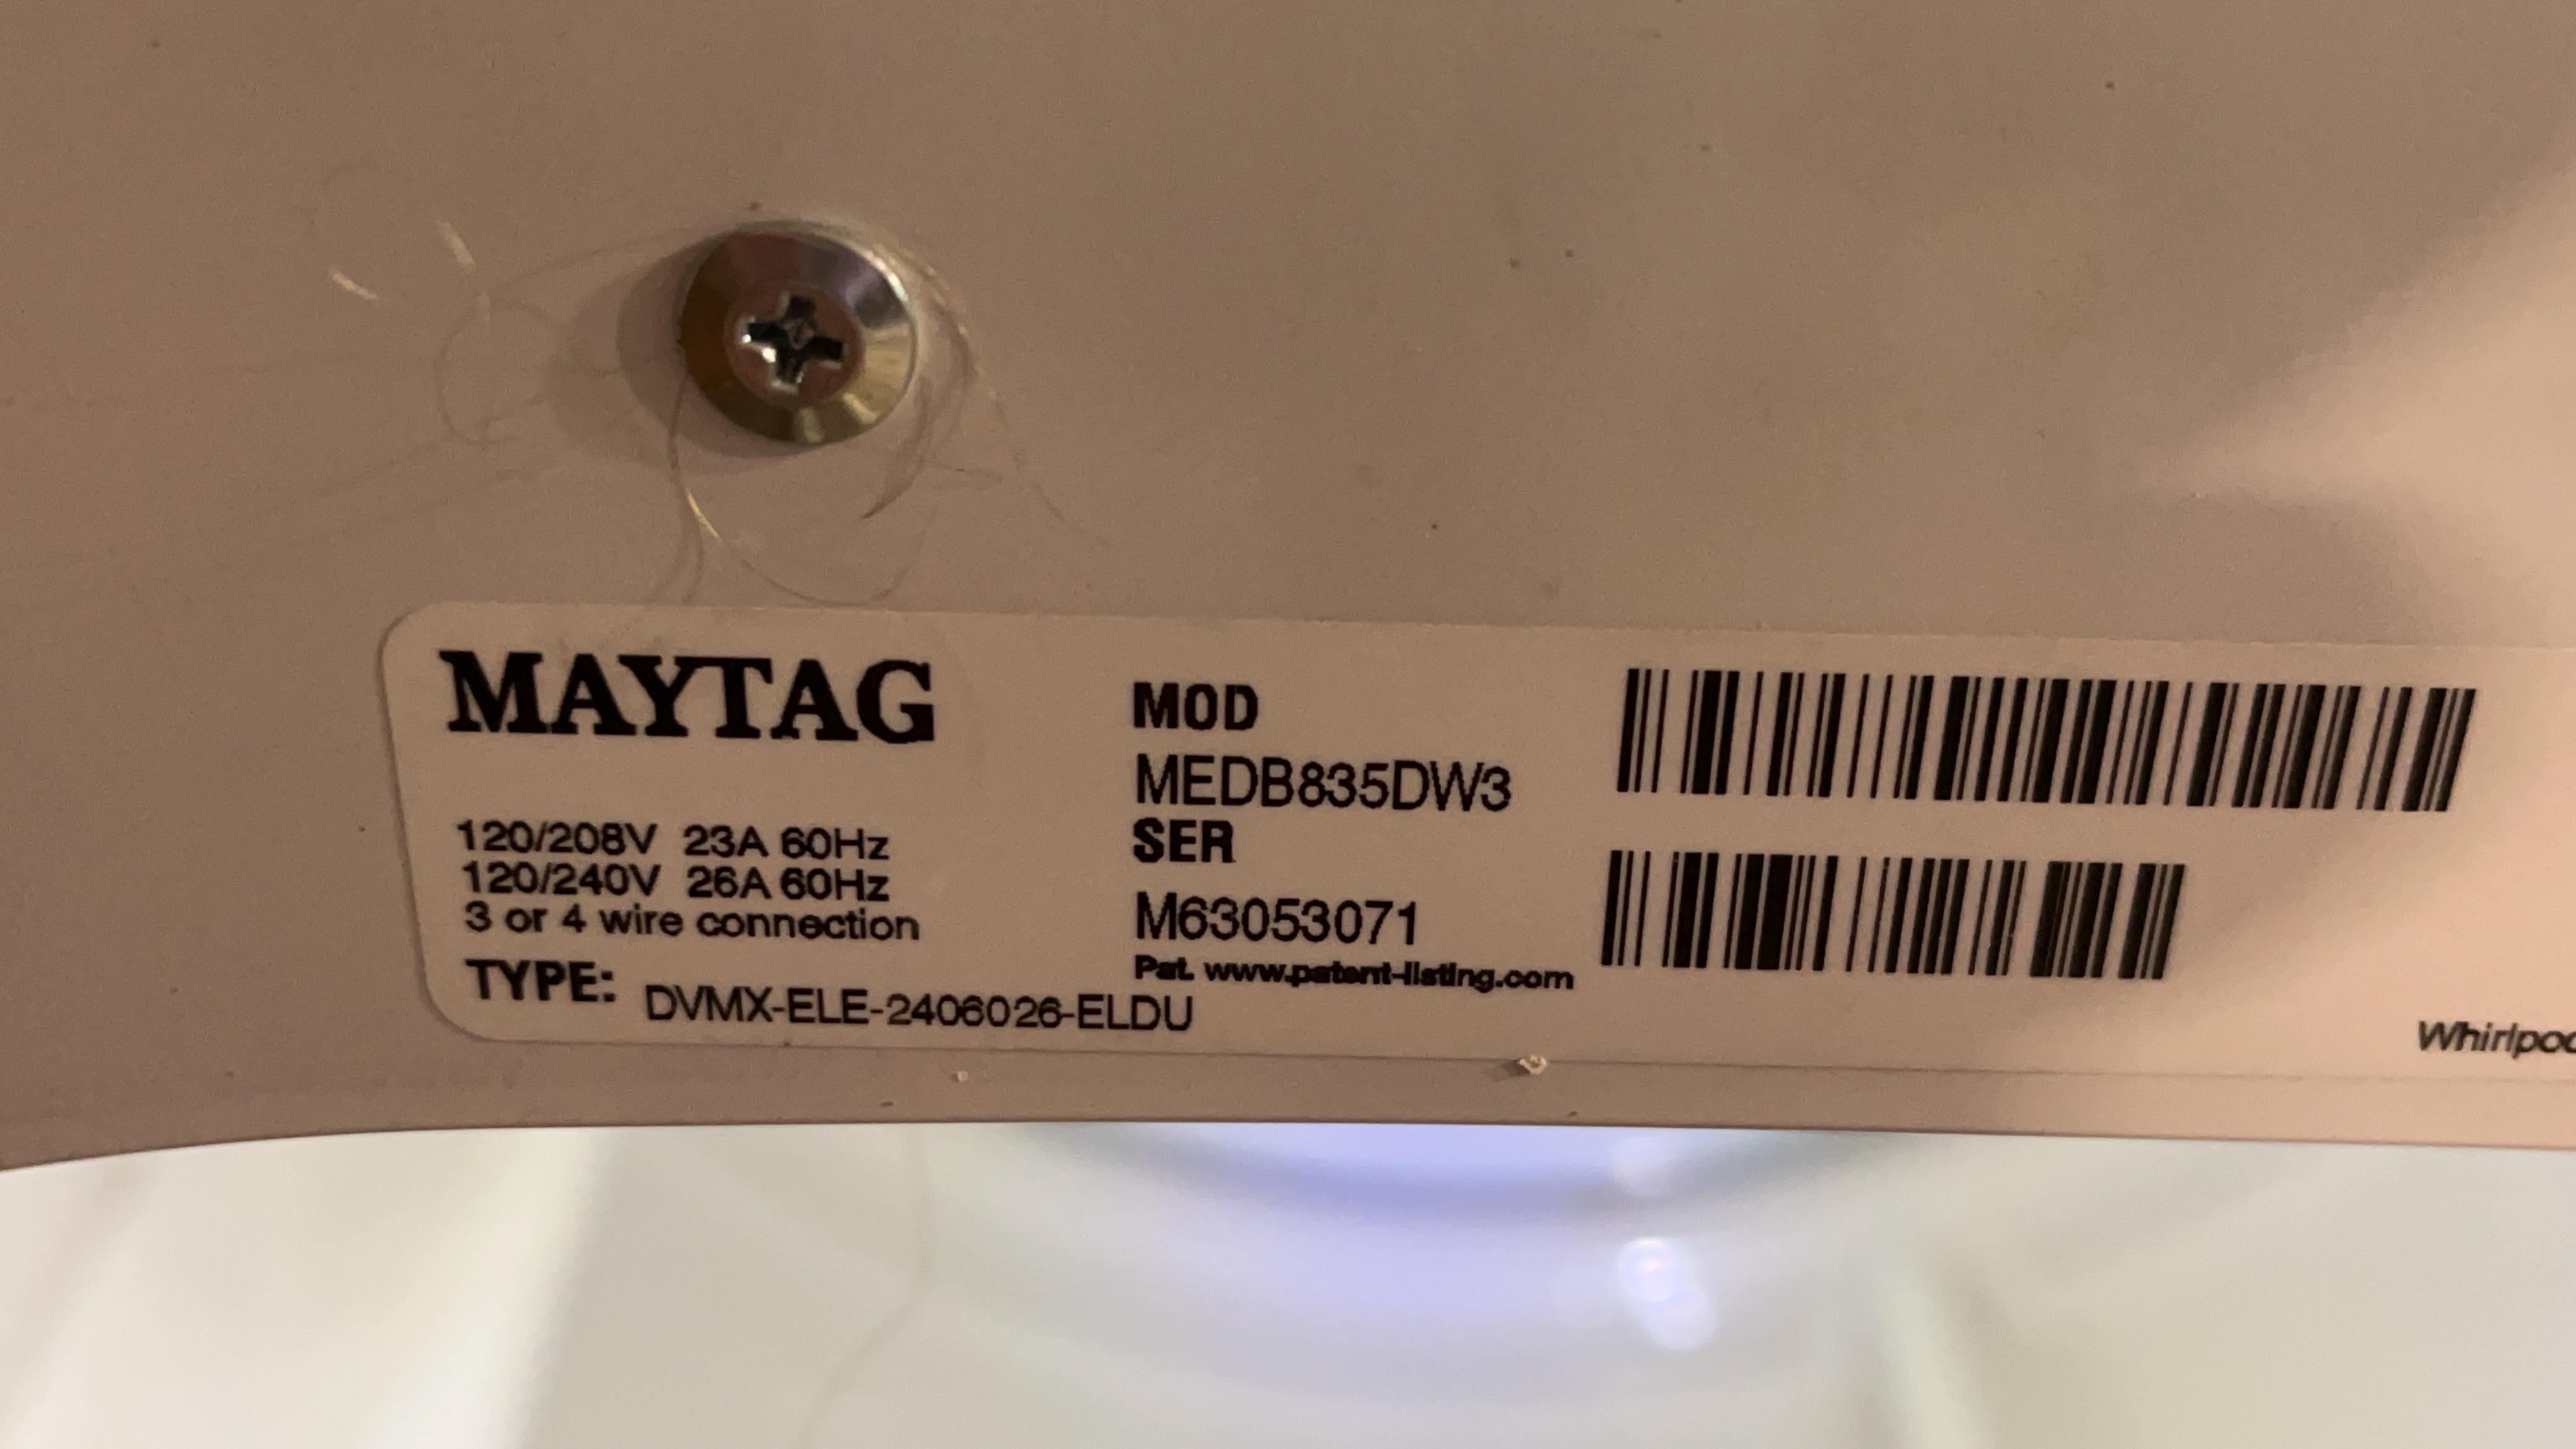 MAYTAG
120/208V 23A 60Hz
120/240V 26A 60Hz
3 or 4 wire connection
TYPE: DVMX-ELE-2406026-ELDU
MOD
MEDB835DW3
SER
M63053071
Pat. www.patent-listing.com